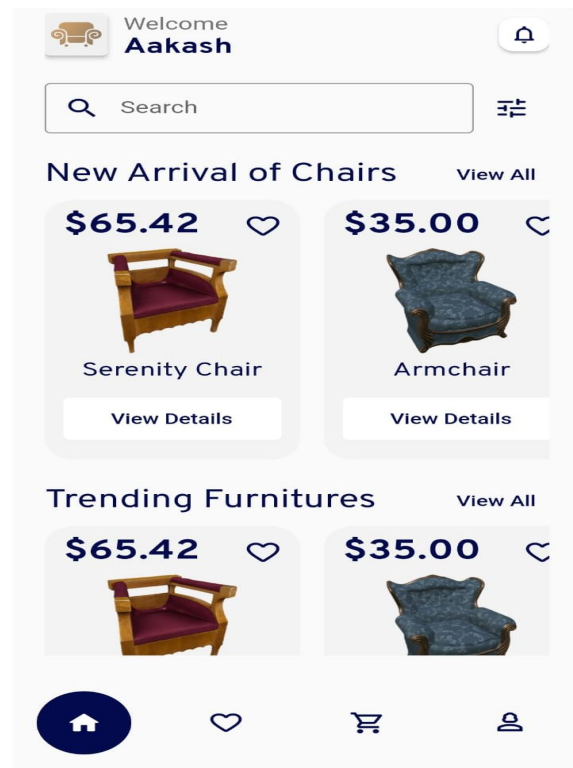 Welcome
Aakash
Search
New Arrival of Chairs View All
$65.42 $35.00
Serenity Chair Armchair
View Details View Details
Trending Furnitures View All
$65.42 $35.00